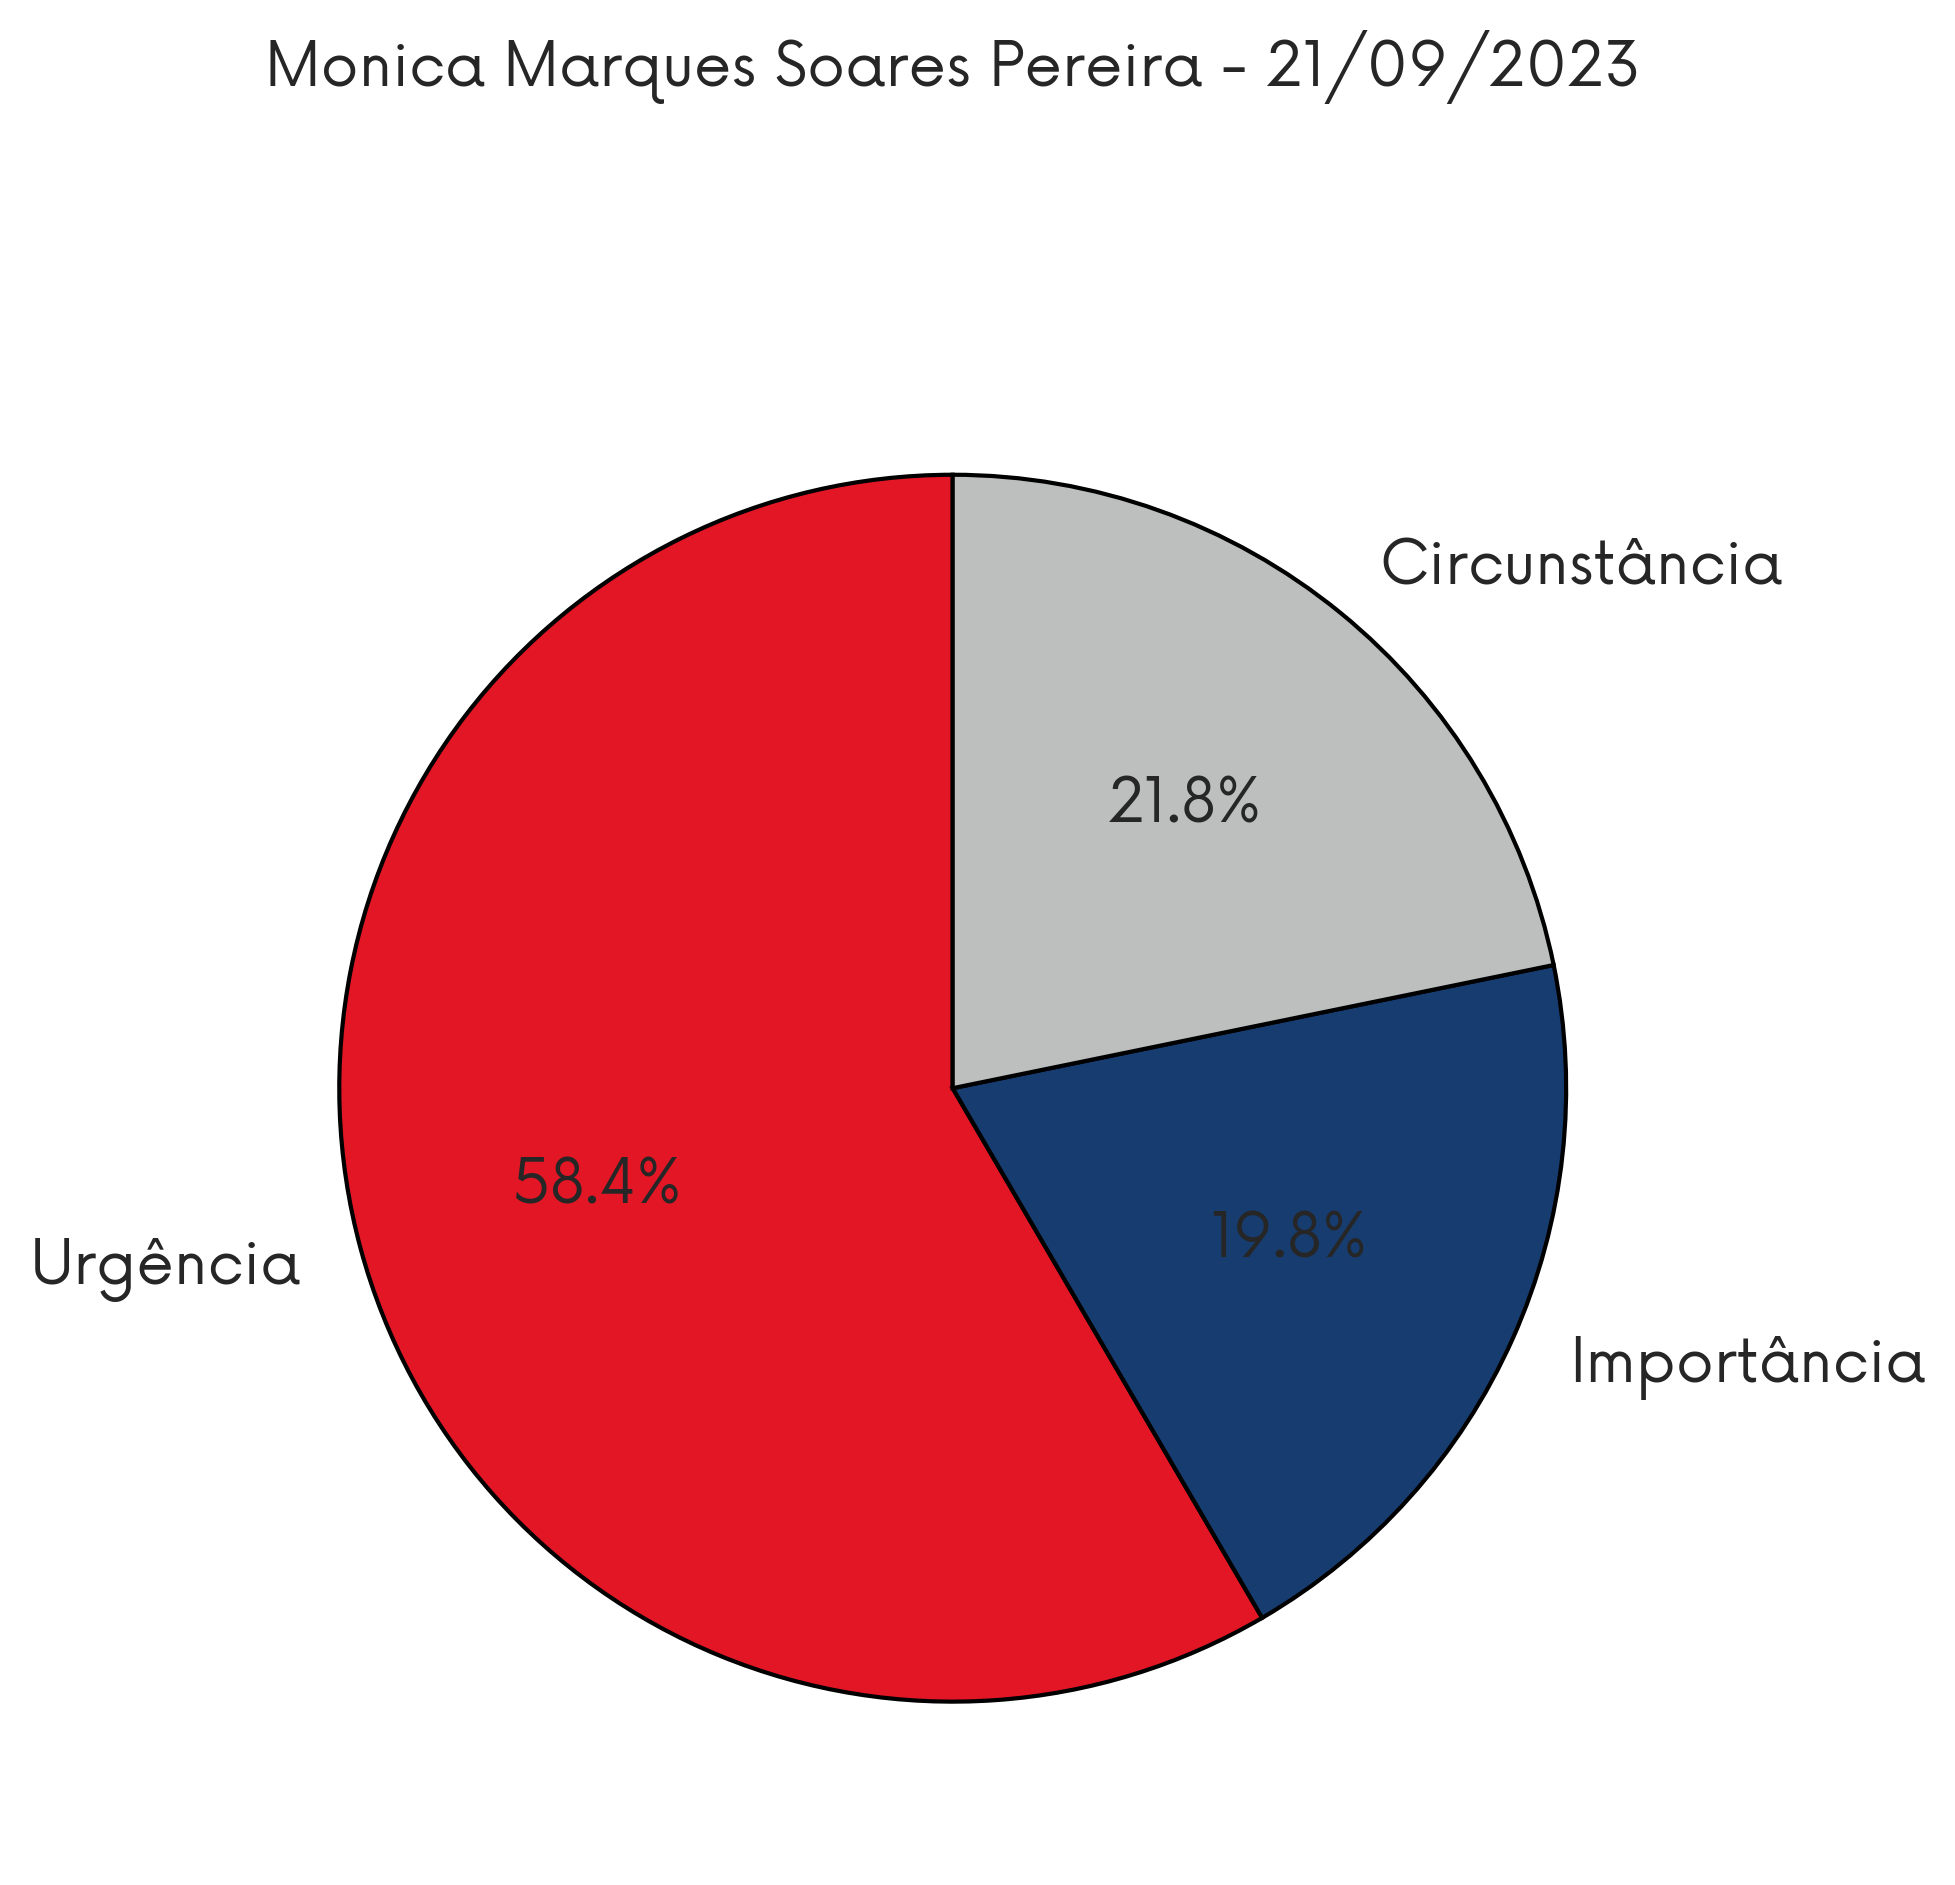 Monica Marques Soares Pereira - 21/09/2023
Circunstância
21.8%
58.4%
19.8%
Urgência
Importância